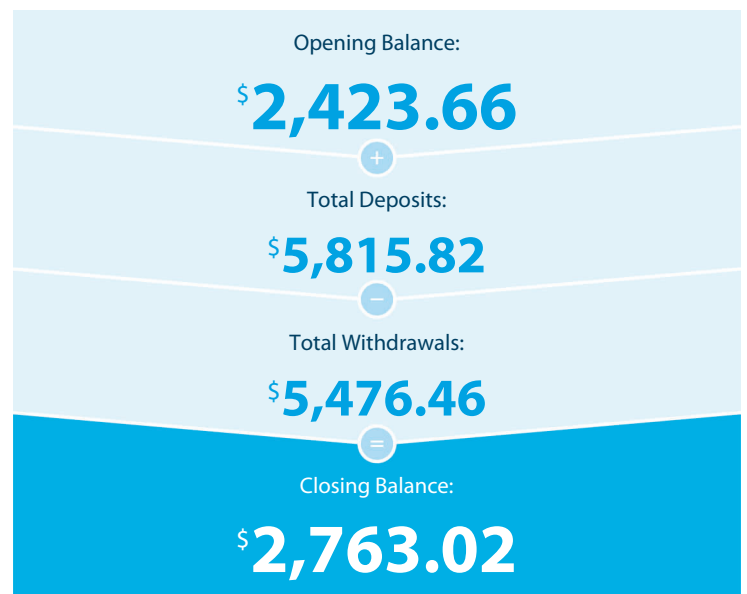 Opening Balance:
$2,423.66
+
Total Deposits:
$5,815.82
−
Total Withdrawals:
$5,476.46
=
Closing Balance:
$2,763.02